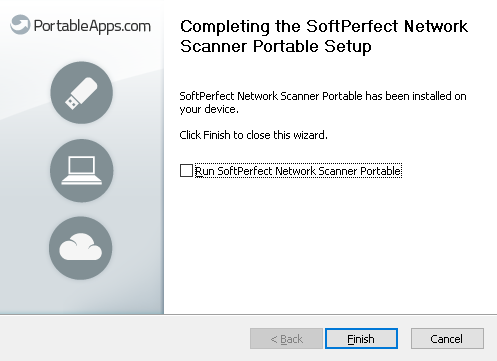 PortableApps.com
Completing the SoftPerfect Network
Scanner Portable Setup
SoftPerfect Network Scanner Portable has been installed on
your device.
Click Finish to close this wizard.
Run SoftPerfect Network Scanner Portable
< Back
Finish
Cancel